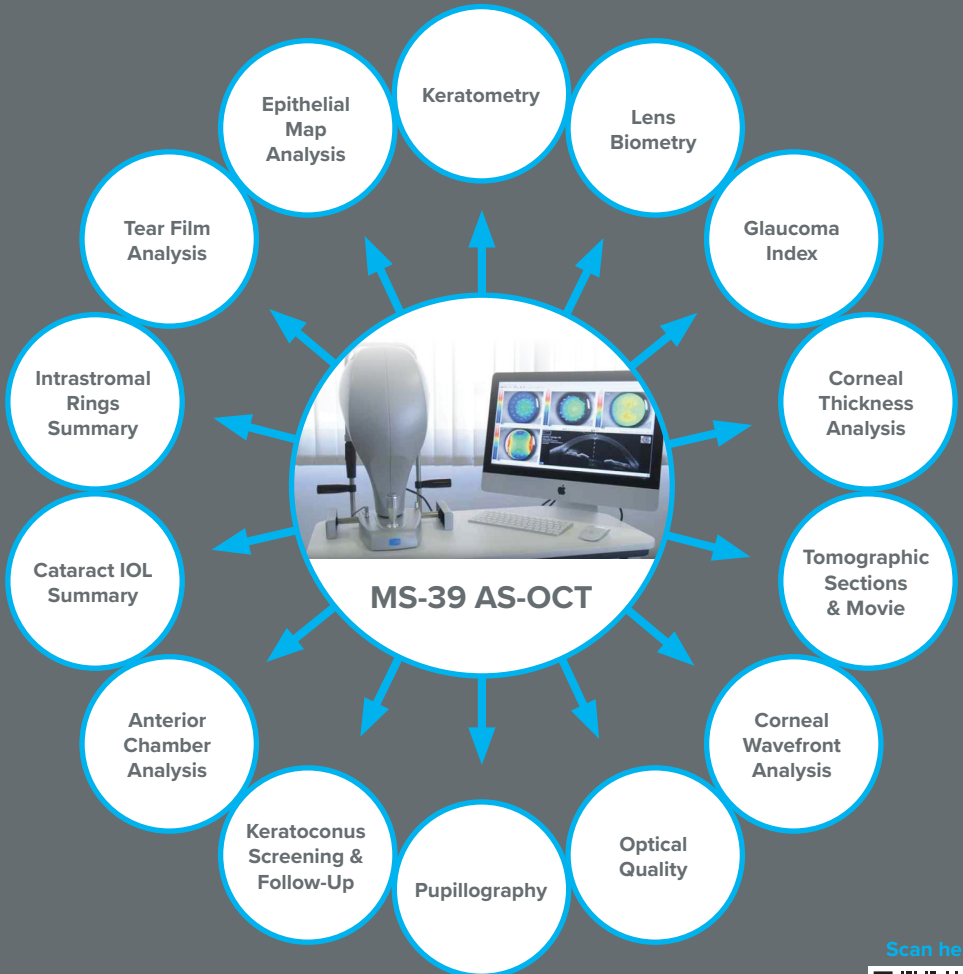 Keratometry
Lens
Biometry
Glaucoma
Index
Corneal
Thickness
Analysis
Tomographic
Sections
& Movie
Corneal
Wavefront
Analysis
Optical
Quality
Pupillography
Keratoconus
Screening &
Follow-Up
Anterior
Chamber
Analysis
Cataract IOL
Summary
Intrastromal
Rings
Summary
Tear Film
Analysis
Epithelial
Map
Analysis
MS-39 AS-OCT
Scan he